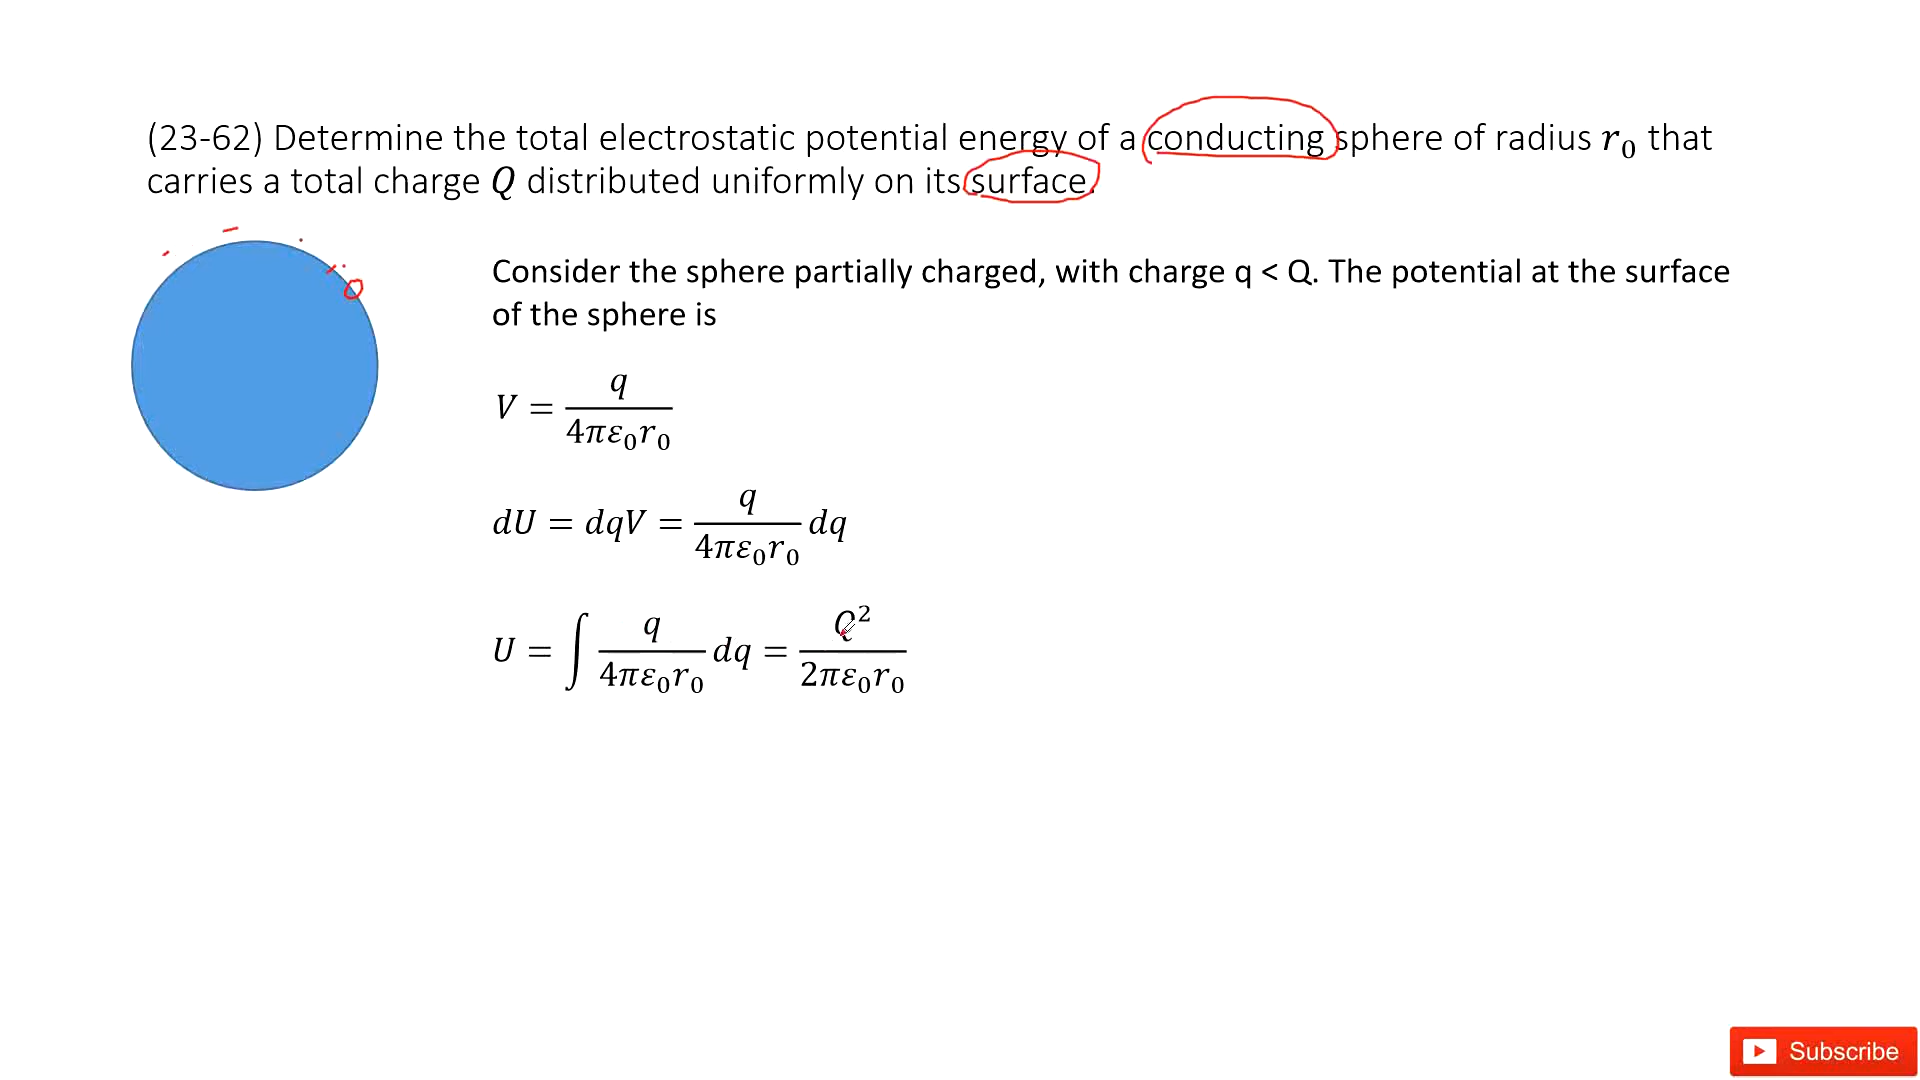 (23-62) Determine the total electrostatic potential energy of a conducting sphere of radius r₀ that
carries a total charge Q distributed uniformly on its surface.
Consider the sphere partially charged, with charge q < Q. The potential at the surface
of the sphere is
V = q / (4πε₀r₀)
dU = dqV = q / (4πε₀r₀) dq
U = ∫ q / (4πε₀r₀) dq = Q² / (2πε₀r₀)
Subscribe